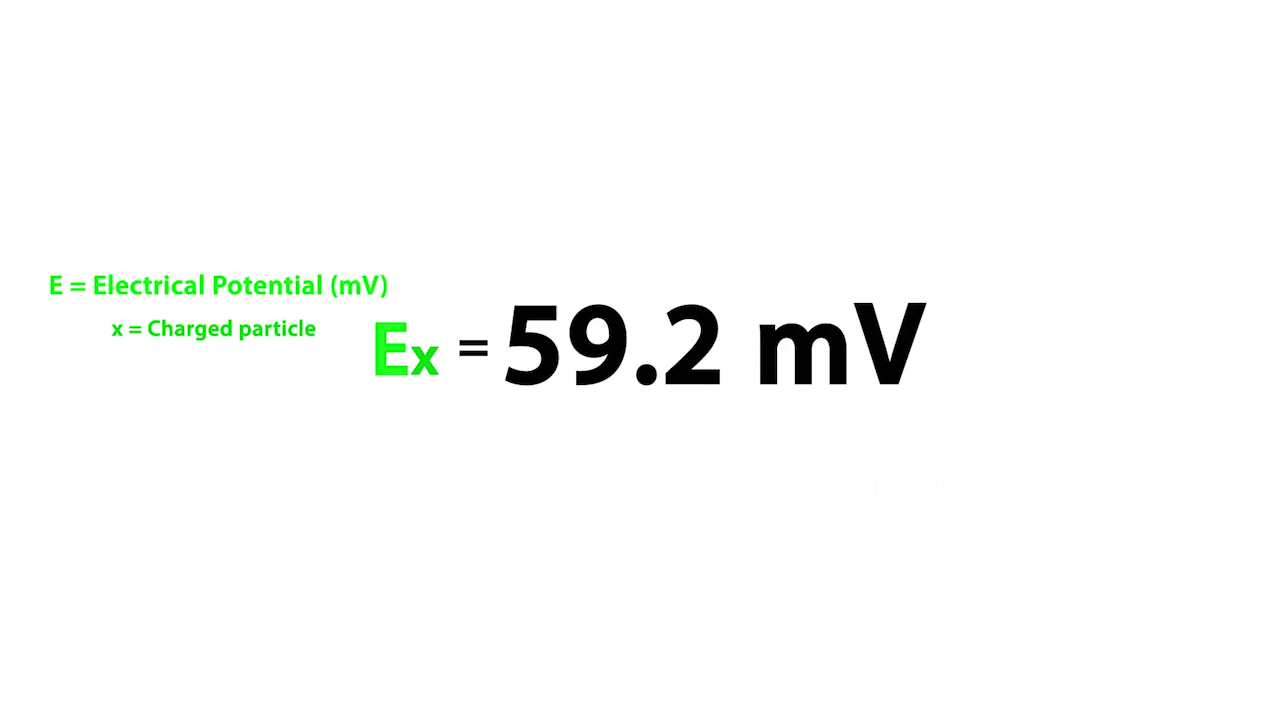 E = Electrical Potential (mV)
x = Charged particle
Ex = 59.2 mV